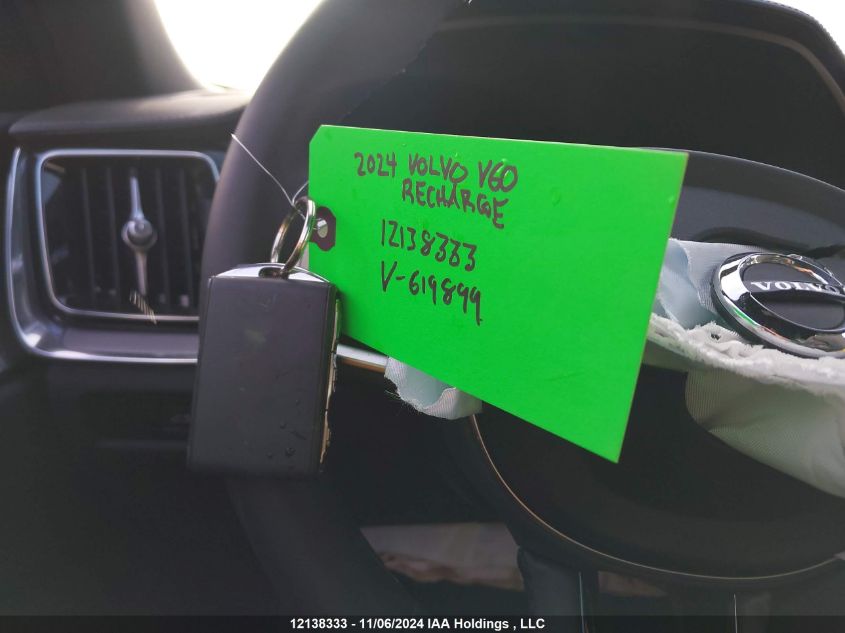 2024 VOLVO V60
RECHARGE
12138333
V-619899
VOLVO
12138333 - 11/06/2024 IAA Holdings , LLC